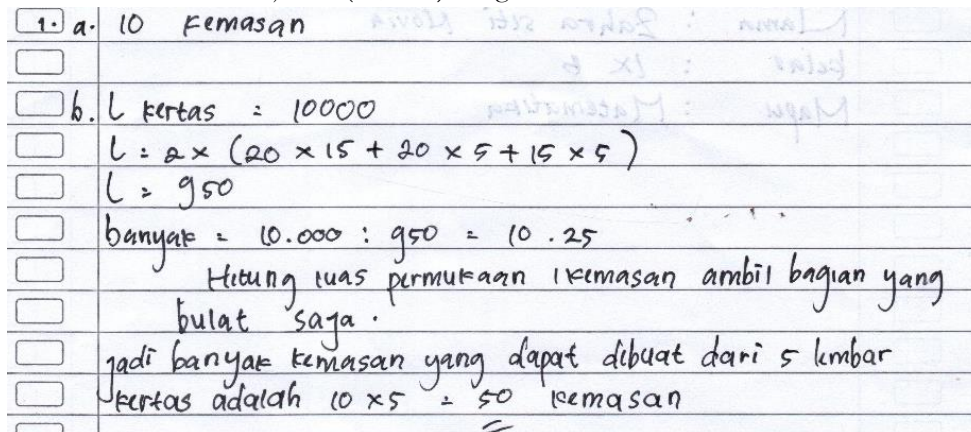 1. a. 10 kemasan
b. L kertas = 10000
L = 2 × (20 × 15 + 20 × 5 + 15 × 5)
L = 950
banyak = 10.000 : 950 = 10.25
Hitung luas permukaan 1 kemasan ambil bagian yang
bulat saja.
jadi banyak kemasan yang dapat dibuat dari 5 lmbar
kertas adalah 10 × 5 = 50 kemasan